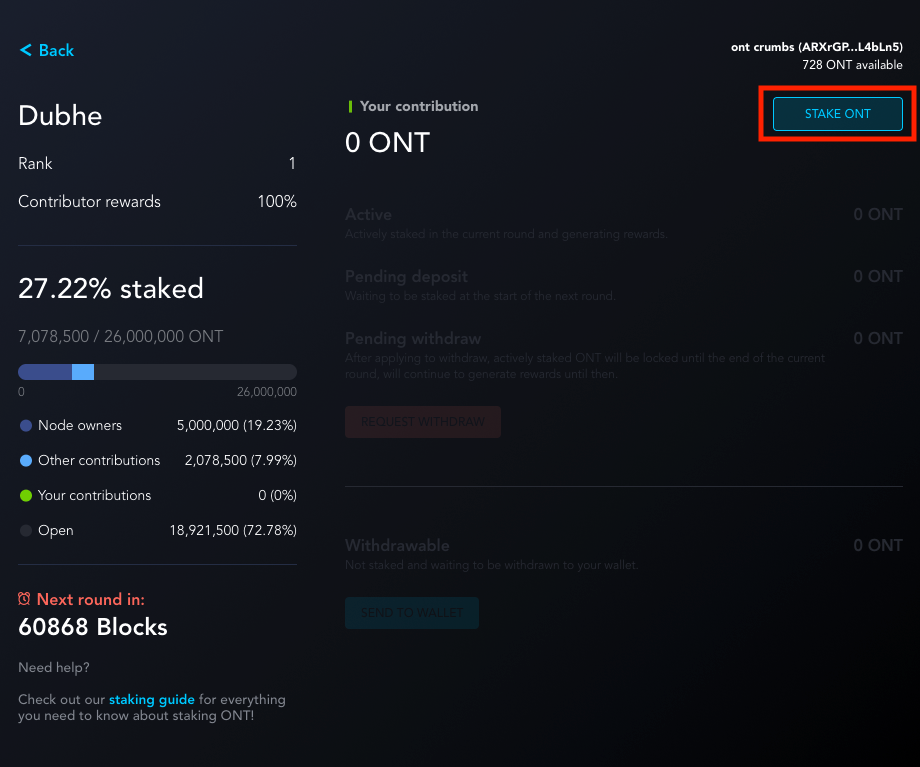 Back
ont crumbs (ARXrGP...L4bLn5)
728 ONT available
Dubhe
Rank 1
Contributor rewards 100%
27.22% staked
7,078,500 / 26,000,000 ONT
0 26,000,000
Node owners 5,000,000 (19.23%)
Other contributions 2,078,500 (7.99%)
Your contributions 0 (0%)
Open 18,921,500 (72.78%)
Next round in:
60868 Blocks
Need help?
Check out our staking guide for everything
you need to know about staking ONT!
Your contribution
0 ONT
STAKE ONT
Active 0 ONT
Actively staked in the current round and generating rewards.
Pending deposit 0 ONT
Waiting to be staked at the start of the next round.
Pending withdraw 0 ONT
After applying to withdraw, actively staked ONT will be locked until the end of the current
round, will continue to generate rewards until then.
REQUEST WITHDRAW
Withdrawable 0 ONT
Not staked and waiting to be withdrawn to your wallet.
SEND TO WALLET